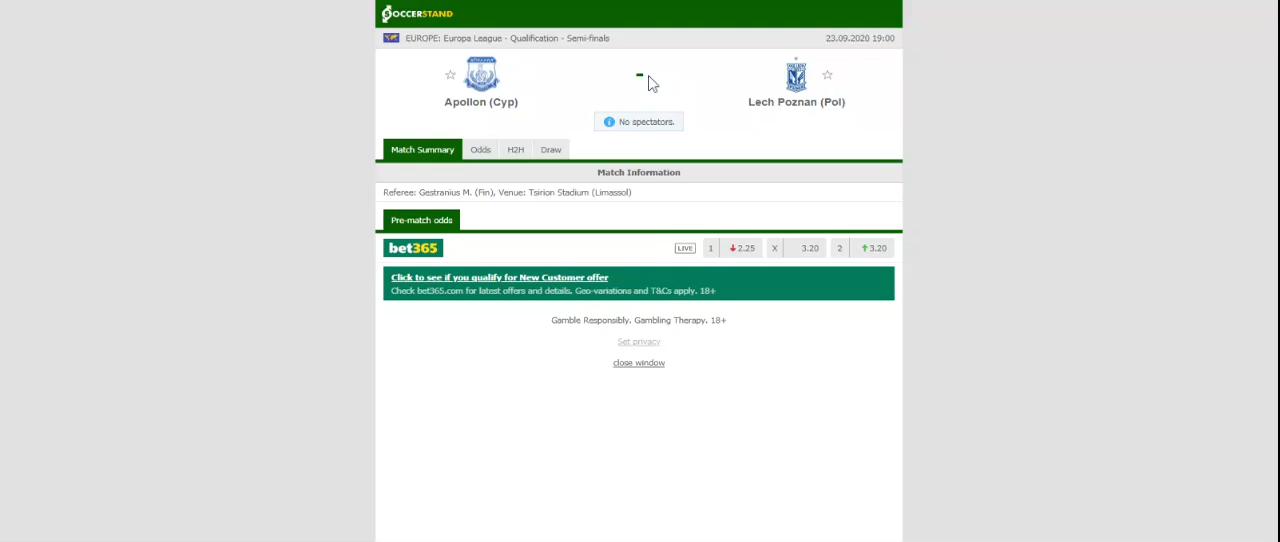 SOCCERSTAND
EUROPE: Europa League - Qualification - Semi-finals 23.09.2020 19:00
Apollon (Cyp) - Lech Poznan (Pol)
No spectators.
Match Summary Odds H2H Draw
Match Information
Referee: Gestranius M. (Fin), Venue: Tsirion Stadium (Limassol)
Pre-match odds
bet365 LIVE 1 2.25 X 3.20 2 3.20
Click to see if you qualify for New Customer offer
Check bet365.com for latest offers and details. Geo-variations and T&Cs apply. 18+
Gamble Responsibly. Gambling Therapy. 18+
Set privacy
close window